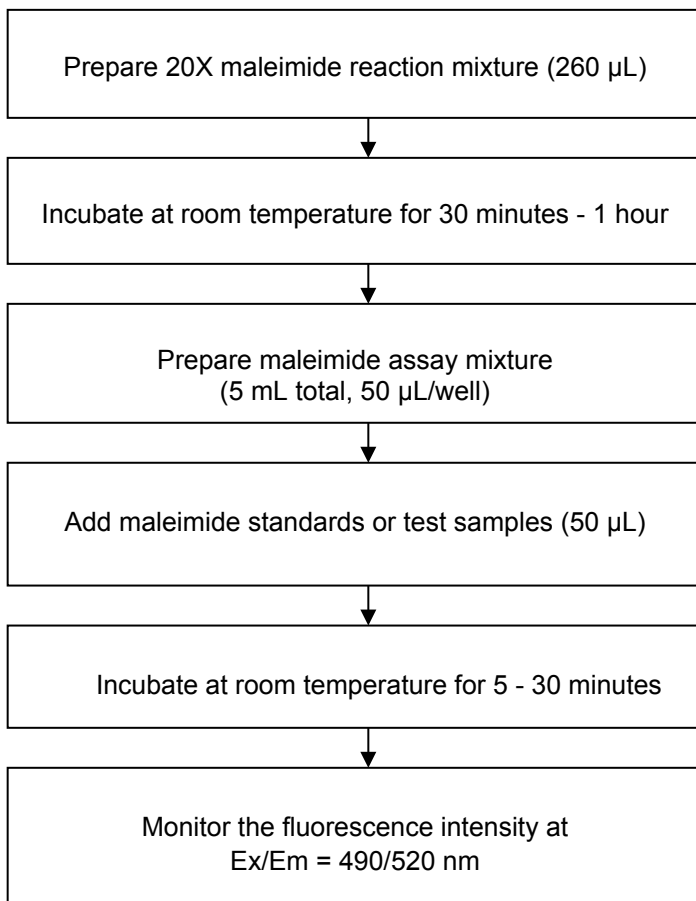 Prepare 20X maleimide reaction mixture (260 µL)
Incubate at room temperature for 30 minutes - 1 hour
Prepare maleimide assay mixture
(5 mL total, 50 µL/well)
Add maleimide standards or test samples (50 µL)
Incubate at room temperature for 5 - 30 minutes
Monitor the fluorescence intensity at
Ex/Em = 490/520 nm